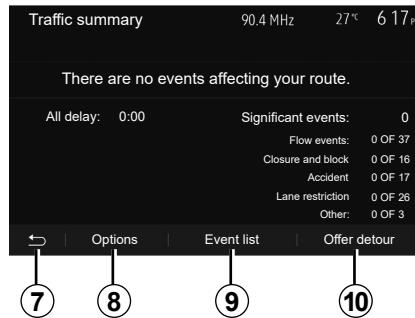 Traffic summary 90.4 MHz 27 °C 6 17 P
There are no events affecting your route.
All delay: 0:00 Significant events: 0
Flow events: 0 OF 37
Closure and block 0 OF 16
Accident 0 OF 17
Lane restriction 0 OF 26
Other: 0 OF 3
Options Event list Offer detour
7 8 9 10